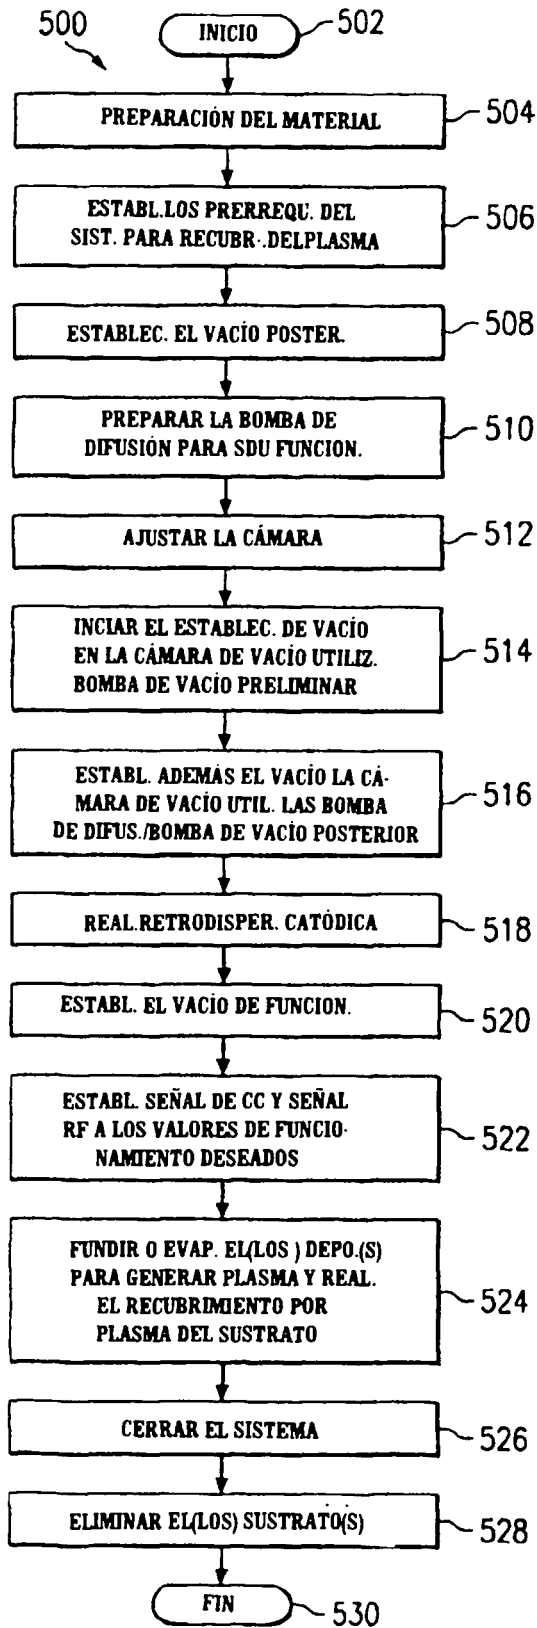 500
INICIO
502
PREPARACIÓN DEL MATERIAL
504
ESTABL.LOS PRERREQU. DEL
SIST. PARA RECUBR·.DELPLASMA
506
ESTABLEC. EL VACÍO POSTER.
508
PREPARAR LA BOMBA DE
DIFUSIÓN PARA SDU FUNCION.
510
AJUSTAR LA CÁMARA
512
INCIAR EL ESTABLEC. DE VACÍO
EN LA CÁMARA DE VACÍO UTILIZ.
BOMBA DE VACÍO PRELIMINAR
514
ESTABL. ADEMÁS EL VACÍO LA CÁ-
MARA DE VACÍO UTIL. LAS BOMBA
DE DIFUS./BOMBA DE VACÍO POSTERIOR
516
REAL.RETRODISPER. CATÓDICA
518
ESTABL. EL VACÍO DE FUNCION.
520
ESTABL. SEÑAL DE CC Y SEÑAL
RF A LOS VALORES DE FUNCIO-
NAMIENTO DESEADOS
522
FUNDIR O EVAP. EL(LOS ) DEPO.(S)
PARA GENERAR PLASMA Y REAL.
EL RECUBRIMIENTO POR
PLASMA DEL SUSTRATO
524
CERRAR EL SISTEMA
526
ELIMINAR EL(LOS) SUSTRATO(S)
528
FIN
530